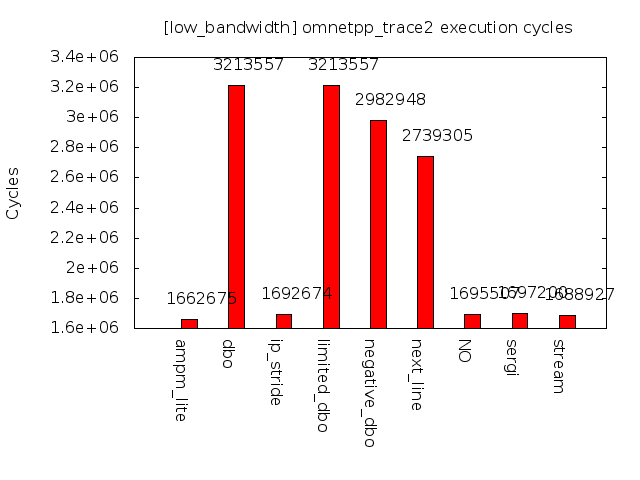 [low_bandwidth] omnetpp_trace2 execution cycles
Cycles
3.4e+06
3.2e+06
3e+06
2.8e+06
2.6e+06
2.4e+06
2.2e+06
2e+06
1.8e+06
1.6e+06
1662675
3213557
1692674
3213557
2982948
2739305
1695507
1697200
1688927
ampm_lite
dbo
ip_stride
limited_dbo
negative_dbo
next_line
NO
sergi
stream